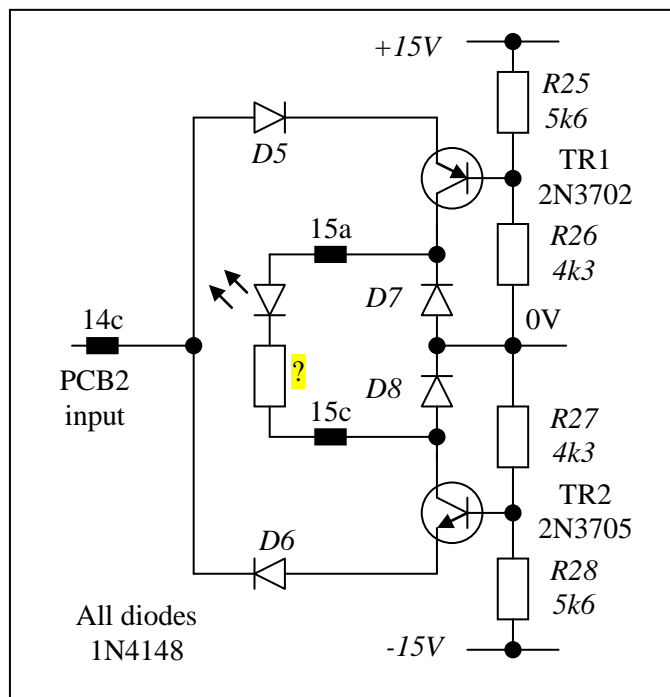 +15V
R25
5k6
D5
TR1
2N3702
15a
R26
4k3
D7
14c
0V
PCB2
input
?
D8
15c
R27
4k3
TR2
2N3705
D6
R28
5k6
All diodes
1N4148
-15V